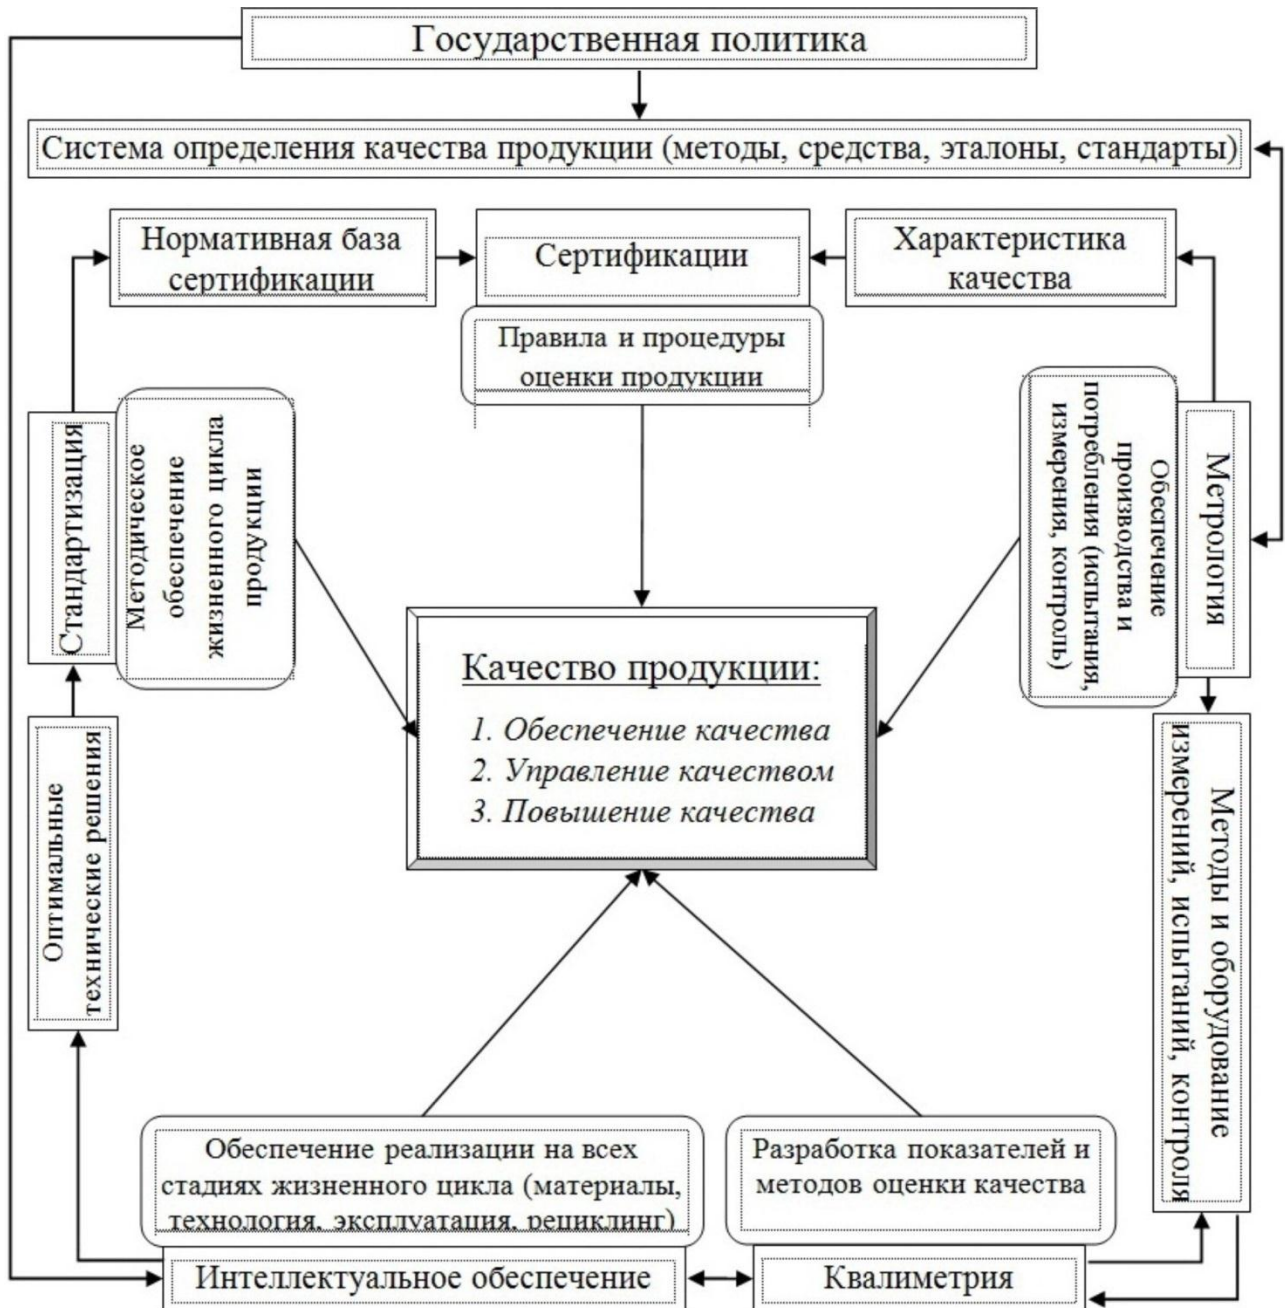 Государственная политика
Система определения качества продукции (методы, средства, эталоны, стандарты)
Нормативная база
сертификации
Сертификации
Характеристика
качества
Правила и процедуры
оценки продукции
Стандартизация
Методическое
обеспечение
жизненного цикла
продукции
Обеспечение
производства и
потребления (испытания,
измерения, контроль)
Метрология
Качество продукции:
1. Обеспечение качества
2. Управление качеством
3. Повышение качества
Оптимальные
технические решения
Методы и оборудование
измерений, испытаний, контроля
Обеспечение реализации на всех
стадиях жизненного цикла (материалы,
технология, эксплуатация, рециклинг)
Разработка показателей и
методов оценки качества
Интеллектуальное обеспечение
Квалиметрия